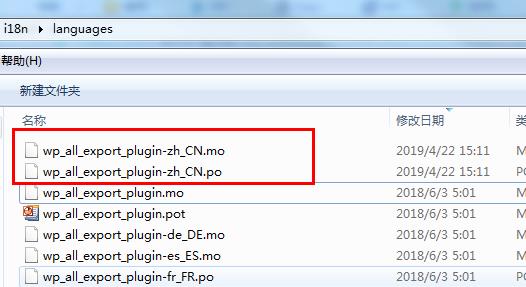 i18n ▸ languages
帮助(H)
新建文件夹
名称 修改日期 类
wp_all_export_plugin-zh_CN.mo 2019/4/22 15:11 M
wp_all_export_plugin-zh_CN.po 2019/4/22 15:11 PC
wp_all_export_plugin.mo 2018/6/3 5:01 M
wp_all_export_plugin.pot 2018/6/3 5:01 M
wp_all_export_plugin-de_DE.mo 2018/6/3 5:01 M
wp_all_export_plugin-es_ES.mo 2018/6/3 5:01 M
wp_all_export_plugin-fr_FR.po 2018/6/3 5:01 PC